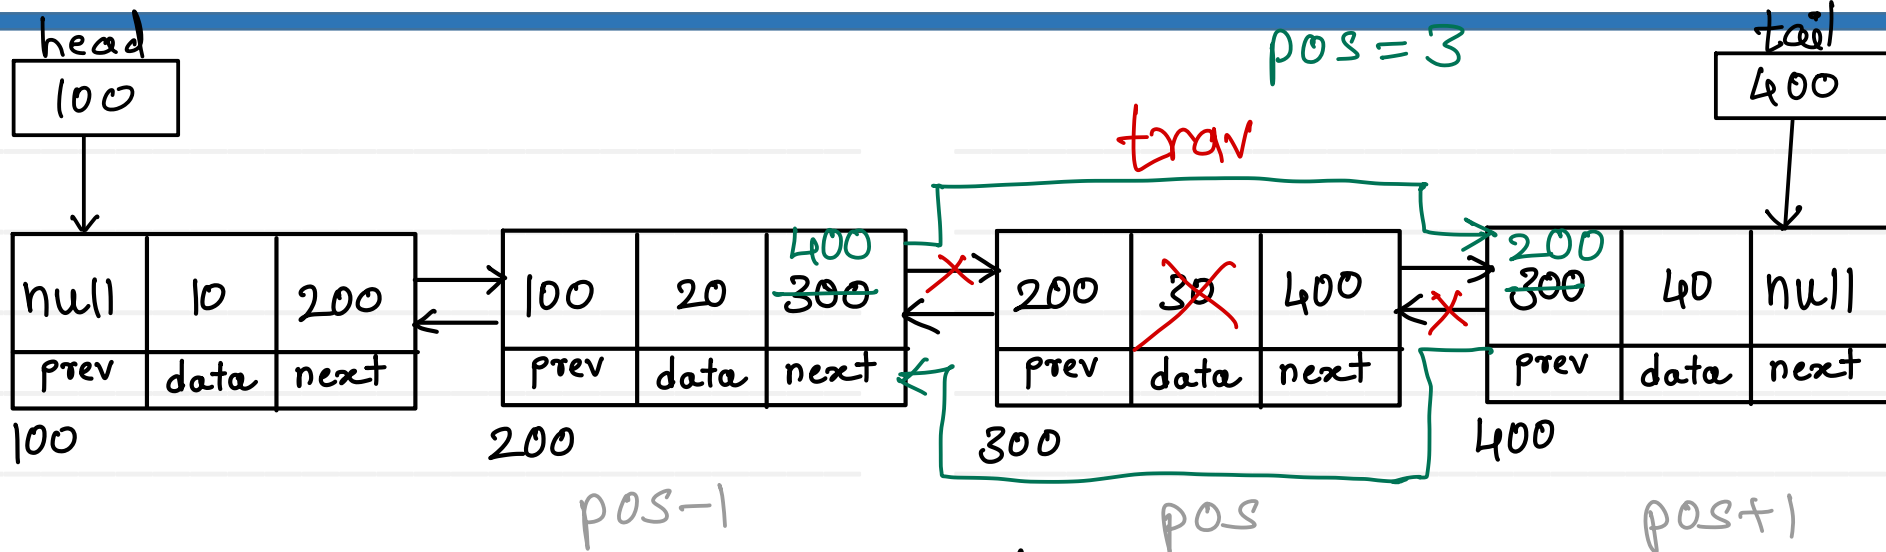 head
pos = 3
tail
100
400
trav
400
200
null 10 200
100 20 300
200 30 400
300 40 null
prev data next
prev data next
prev data next
prev data next
100
200
300
400
pos-1
pos
pos+1